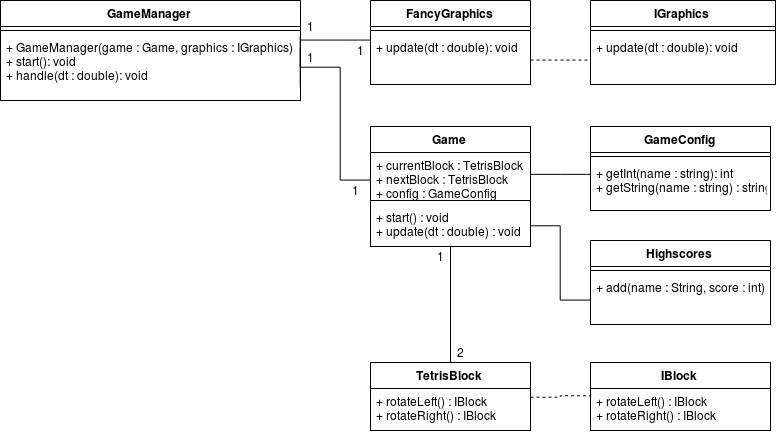 GameManager
+ GameManager(game : Game, graphics : IGraphics)
+ start(): void
+ handle(dt : double): void
1
1
1
1
FancyGraphics
+ update(dt : double): void
IGraphics
+ update(dt : double): void
Game
+ currentBlock : TetrisBlock
+ nextBlock : TetrisBlock
+ config : GameConfig
+ start() : void
+ update(dt : double) : void
GameConfig
+ getInt(name : string): int
+ getString(name : string) : string
Highscores
+ add(name : String, score : int)
1
2
TetrisBlock
+ rotateLeft() : IBlock
+ rotateRight() : IBlock
IBlock
+ rotateLeft() : IBlock
+ rotateRight() : IBlock